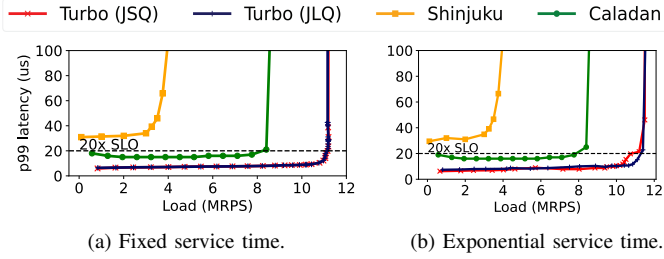 Turbo (JSQ) Turbo (JLQ) Shinjuku Caladan
p99 latency (us)
100
80
60
40
20
0
20x SLO
0 2 4 6 8 10 12
Load (MRPS)
(a) Fixed service time.
100
80
60
40
20
0
20x SLO
0 2 4 6 8 10 12
Load (MRPS)
(b) Exponential service time.